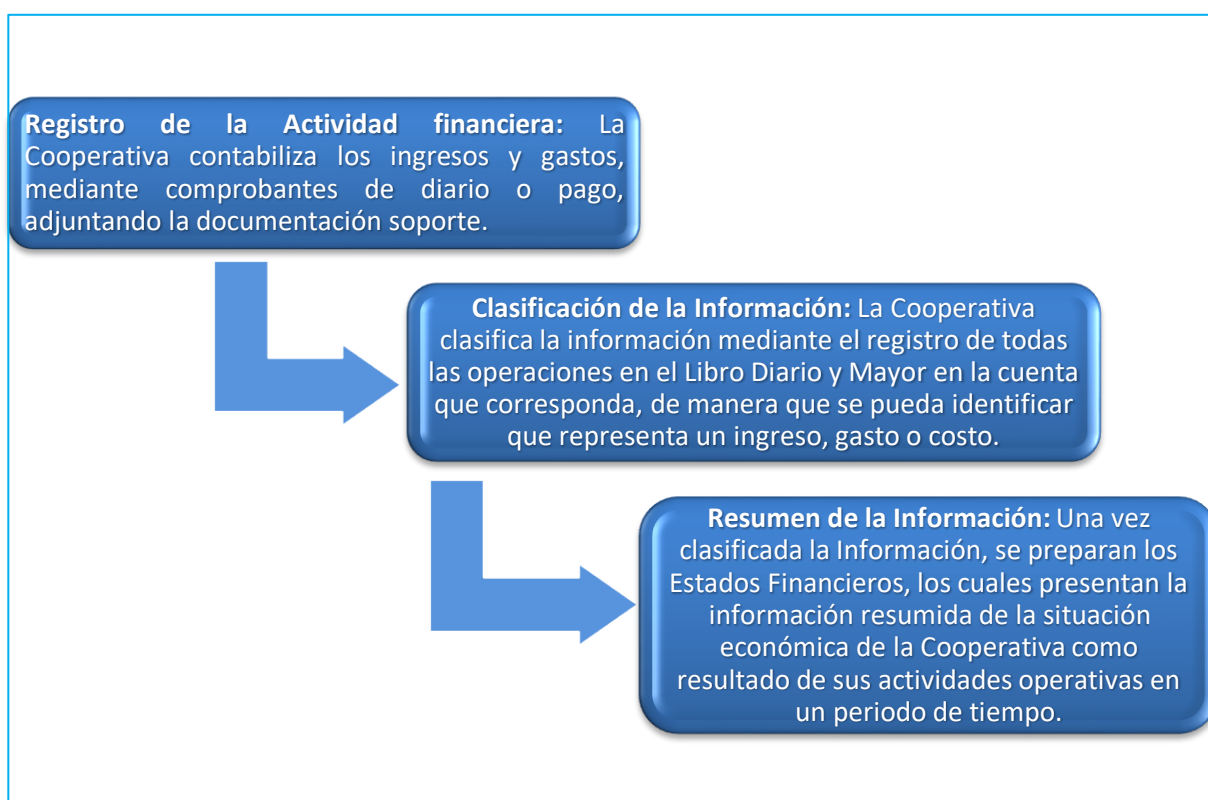 Registro de la Actividad financiera: La
Cooperativa contabiliza los ingresos y gastos,
mediante comprobantes de diario o pago,
adjuntando la documentación soporte.
Clasificación de la Información: La Cooperativa
clasifica la información mediante el registro de todas
las operaciones en el Libro Diario y Mayor en la cuenta
que corresponda, de manera que se pueda identificar
que representa un ingreso, gasto o costo.
Resumen de la Información: Una vez
clasificada la Información, se preparan los
Estados Financieros, los cuales presentan la
información resumida de la situación
económica de la Cooperativa como
resultado de sus actividades operativas en
un periodo de tiempo.